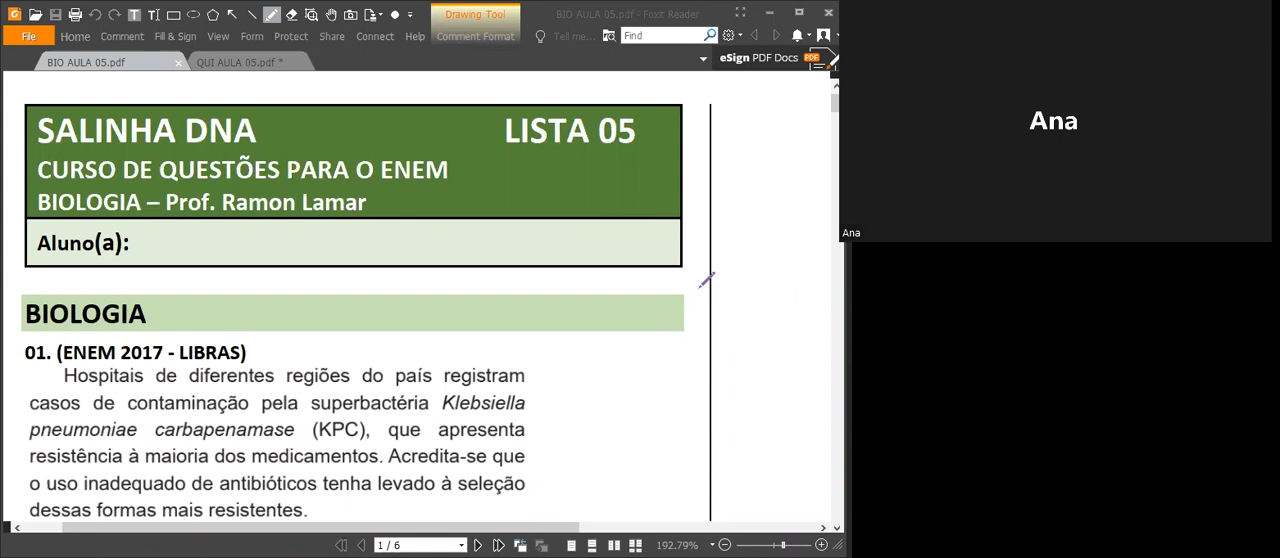 BIO AULA 05.pdf - Foxit Reader
Drawing Tool
File Home Comment Fill & Sign View Form Protect Share Connect Help Comment Format Tell me... Find
BIO AULA 05.pdf QUI AULA 05.pdf * eSign PDF Docs PDF
SALINHA DNA LISTA 05
CURSO DE QUESTÕES PARA O ENEM
BIOLOGIA – Prof. Ramon Lamar
Aluno(a):
BIOLOGIA
01. (ENEM 2017 - LIBRAS)
Hospitais de diferentes regiões do país registram
casos de contaminação pela superbactéria Klebsiella
pneumoniae carbapenamase (KPC), que apresenta
resistência à maioria dos medicamentos. Acredita-se que
o uso inadequado de antibióticos tenha levado à seleção
dessas formas mais resistentes.
1 / 6 192.79%
Ana
Ana